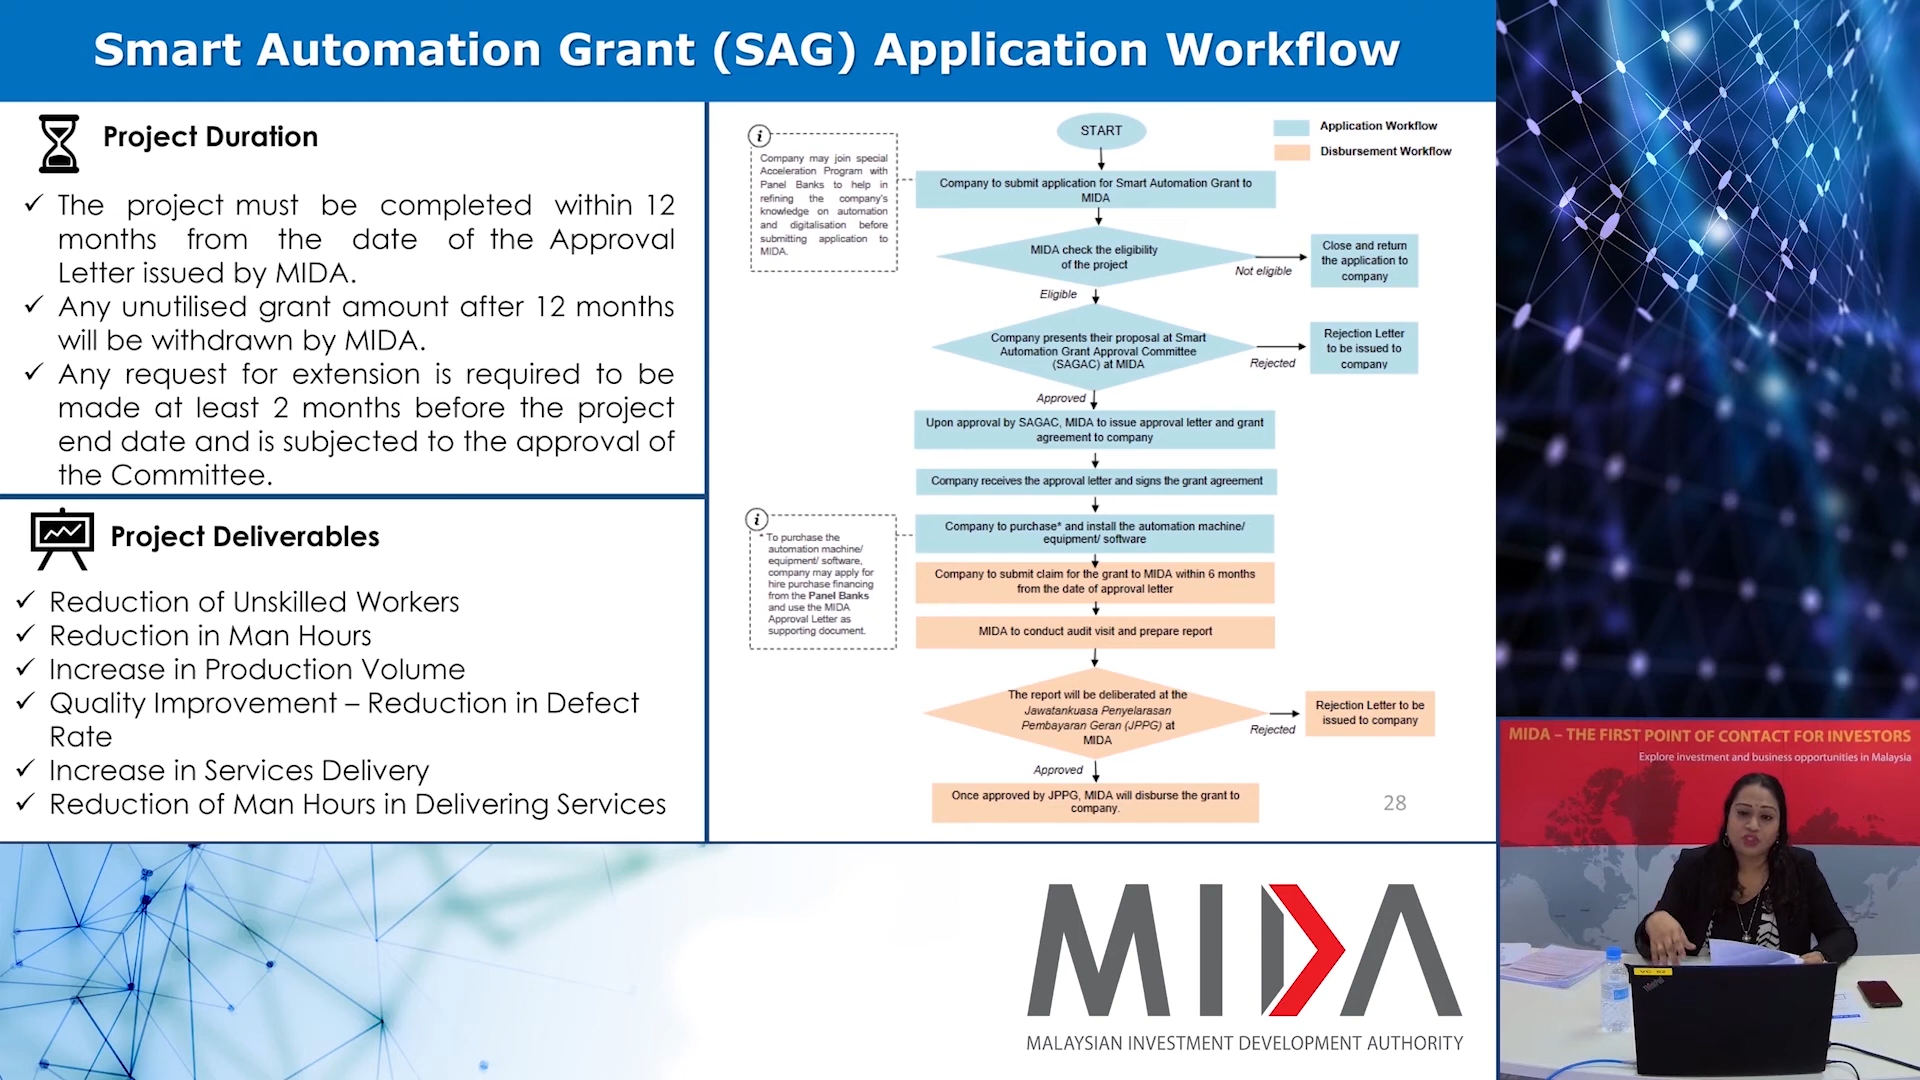 Smart Automation Grant (SAG) Application Workflow
Project Duration
✓ The project must be completed within 12
months from the date of the Approval
Letter issued by MIDA.
✓ Any unutilised grant amount after 12 months
will be withdrawn by MIDA.
✓ Any request for extension is required to be
made at least 2 months before the project
end date and is subjected to the approval of
the Committee.
Project Deliverables
✓ Reduction of Unskilled Workers
✓ Reduction in Man Hours
✓ Increase in Production Volume
✓ Quality Improvement – Reduction in Defect
Rate
✓ Increase in Services Delivery
✓ Reduction of Man Hours in Delivering Services
i
Company may join special
Acceleration Program with
Panel Banks to help in
refining the company's
knowledge on automation
and digitalisation before
submitting application to
MIDA.
START
Application Workflow
Disbursement Workflow
Company to submit application for Smart Automation Grant to
MIDA
MIDA check the eligibility
of the project
Not eligible
Close and return
the application to
company
Eligible
Company presents their proposal at Smart
Automation Grant Approval Committee
(SAGAC) at MIDA
Rejected
Rejection Letter
to be issued to
company
Approved
Upon approval by SAGAC, MIDA to issue approval letter and grant
agreement to company
Company receives the approval letter and signs the grant agreement
i
* To purchase the
automation machine/
equipment/ software,
company may apply for
hire purchase financing
from the Panel Banks
and use the MIDA
Approval Letter as
supporting document.
Company to purchase* and install the automation machine/
equipment/ software
Company to submit claim for the grant to MIDA within 6 months
from the date of approval letter
MIDA to conduct audit visit and prepare report
The report will be deliberated at the
Jawatankuasa Penyelarasan
Pembayaran Geran (JPPG) at
MIDA
Rejected
Rejection Letter to be
issued to company
Approved
Once approved by JPPG, MIDA will disburse the grant to
company.
28
MIDA
MALAYSIAN INVESTMENT DEVELOPMENT AUTHORITY
MIDA – THE FIRST POINT OF CONTACT FOR INVESTORS
Explore investment and business opportunities in Malaysia
VC 02
ThinkPad